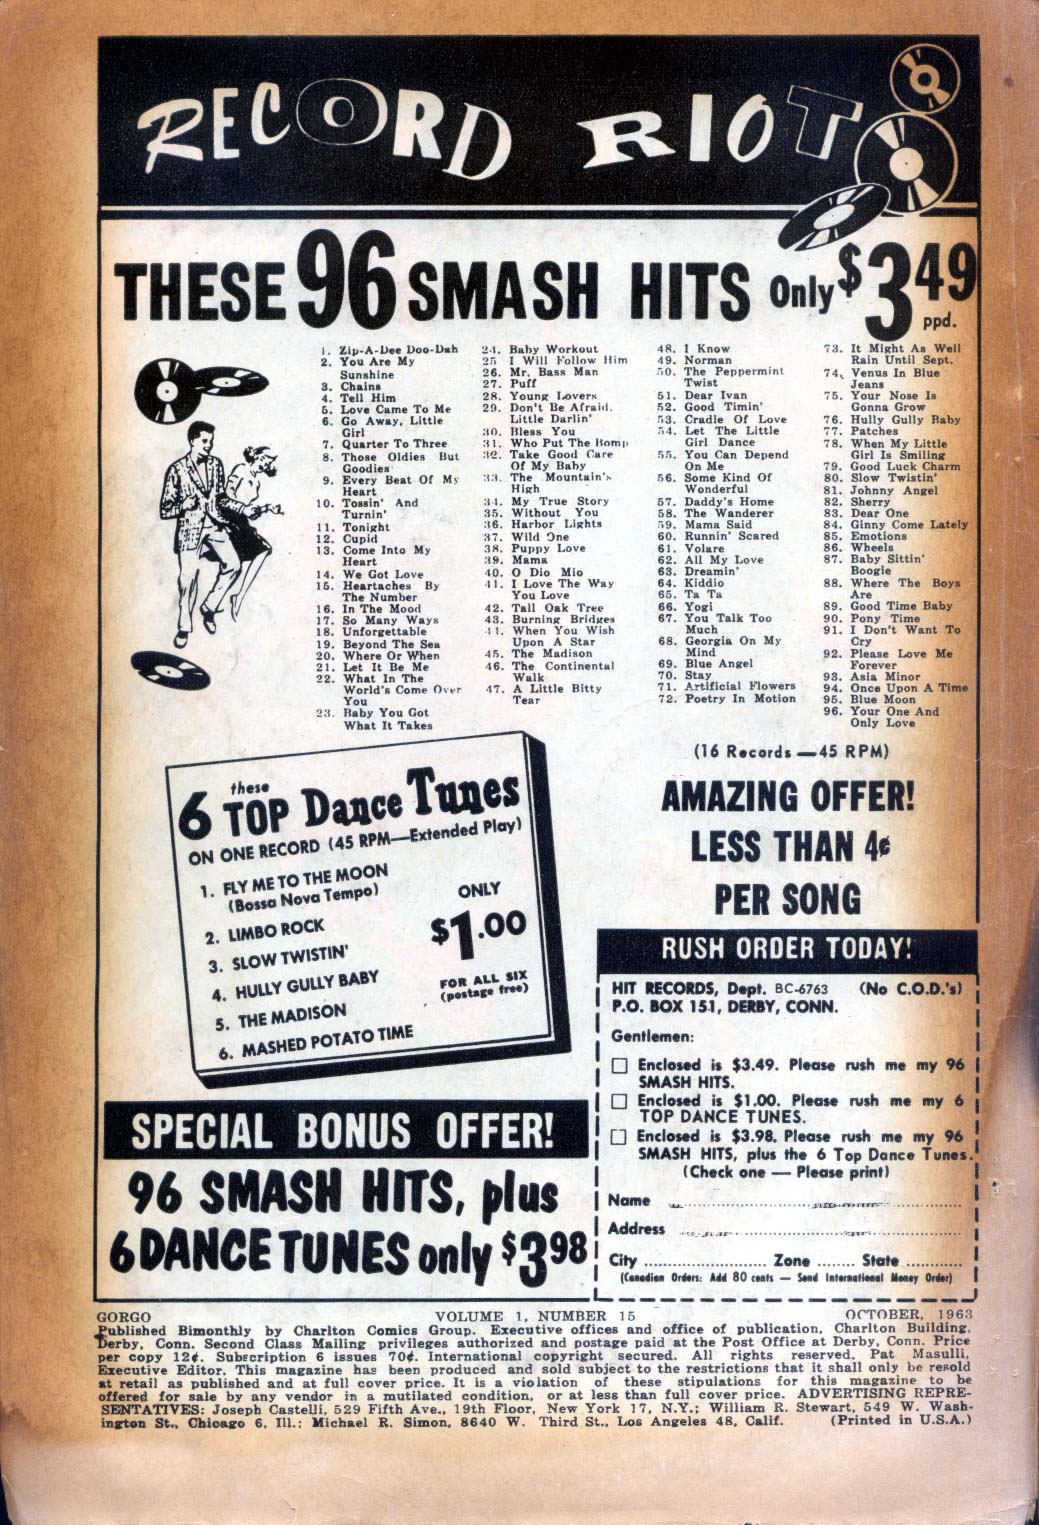 RECORD RIOT
THESE 96 SMASH HITS Only $3.49
ppd.
1. Zip-A-Dee Doo-Dah
2. You Are My
Sunshine
3. Chains
4. Tell Him
5. Love Came To Me
6. Go Away, Little
Girl
7. Quarter To Three
8. Those Oldies But
Goodies
9. Every Beat Of My
Heart
10. Tossin' And
Turnin'
11. Tonight
12. Cupid
13. Come Into My
Heart
14. We Got Love
15. Heartaches By
The Number
16. In The Mood
17. So Many Ways
18. Unforgettable
19. Beyond The Sea
20. Where Or When
21. Let It Be Me
22. What In The
World's Come Over
You
23. Baby You Got
What It Takes
24. Baby Workout
25 I Will Follow Him
26. Mr. Bass Man
27. Puff
28. Young Lovers
29. Don't Be Afraid,
Little Darlin'
30. Bless You
31. Who Put The Bomp
32. Take Good Care
Of My Baby
33. The Mountain's
High
34. My True Story
35. Without You
36. Harbor Lights
37. Wild One
38. Puppy Love
39. Mama
40. O Dio Mio
41. I Love The Way
You Love
42. Tall Oak Tree
43. Burning Bridges
44. When You Wish
Upon A Star
45. The Madison
46. The Continental
Walk
47. A Little Bitty
Tear
48. I Know
49. Norman
50. The Peppermint
Twist
51. Dear Ivan
52. Good Timin'
53. Cradle Of Love
54. Let The Little
Girl Dance
55. You Can Depend
On Me
56. Some Kind Of
Wonderful
57. Daddy's Home
58. The Wanderer
59. Mama Said
60. Runnin' Scared
61. Volare
62. All My Love
63. Dreamin'
64. Kiddio
65. Ta Ta
66. Yogi
67. You Talk Too
Much
68. Georgia On My
Mind
69. Blue Angel
70. Stay
71. Artificial Flowers
72. Poetry In Motion
73. It Might As Well
Rain Until Sept.
74. Venus In Blue
Jeans
75. Your Nose Is
Gonna Grow
76. Hully Gully Baby
77. Patches
78. When My Little
Girl Is Smiling
79. Good Luck Charm
80. Slow Twistin'
81. Johnny Angel
82. Sherry
83. Dear One
84. Ginny Come Lately
85. Emotions
86. Wheels
87. Baby Sittin'
Boogie
88. Where The Boys
Are
89. Good Time Baby
90. Pony Time
91. I Don't Want To
Cry
92. Please Love Me
Forever
93. Asia Minor
94. Once Upon A Time
95. Blue Moon
96. Your One And
Only Love
(16 Records—45 RPM)
these
6 TOP Dance Tunes
ON ONE RECORD (45 RPM—Extended Play)
1. FLY ME TO THE MOON
(Bossa Nova Tempo)
2. LIMBO ROCK
3. SLOW TWISTIN'
4. HULLY GULLY BABY
5. THE MADISON
6. MASHED POTATO TIME
ONLY
$1.00
FOR ALL SIX
(postage free)
AMAZING OFFER!
LESS THAN 4¢
PER SONG
SPECIAL BONUS OFFER!
96 SMASH HITS, plus
6 DANCE TUNES only $3.98
RUSH ORDER TODAY!
HIT RECORDS, Dept. BC-6763 (No C.O.D.'s)
P.O. BOX 151, DERBY, CONN.
Gentlemen:
Enclosed is $3.49. Please rush me my 96
SMASH HITS.
Enclosed is $1.00. Please rush me my 6
TOP DANCE TUNES.
Enclosed is $3.98. Please rush me my 96
SMASH HITS, plus the 6 Top Dance Tunes.
(Check one — Please print)
Name
Address
City .......... Zone ....... State ..........
(Canadian Orders: Add 80 cents — Send International Money Order)
GORGO VOLUME 1, NUMBER 15 OCTOBER, 1963
Published Bimonthly by Charlton Comics Group. Executive offices and office of publication, Charlton Building,
Derby, Conn. Second Class Mailing privileges authorized and postage paid at the Post Office at Derby, Conn. Price
per copy 12¢. Subscription 6 issues 70¢. International copyright secured. All rights reserved. Pat Masulli,
Executive Editor. This magazine has been produced and sold subject to the restrictions that it shall only be resold
at retail as published and at full cover price. It is a violation of these stipulations for this magazine to be
offered for sale by any vendor in a mutilated condition, or at less than full cover price. ADVERTISING REPRE-
SENTATIVES: Joseph Castelli, 529 Fifth Ave., 19th Floor, New York 17, N.Y.; William R. Stewart, 549 W. Wash-
ington St., Chicago 6, Ill.; Michael R. Simon, 8640 W. Third St., Los Angeles 48, Calif. (Printed in U.S.A.)